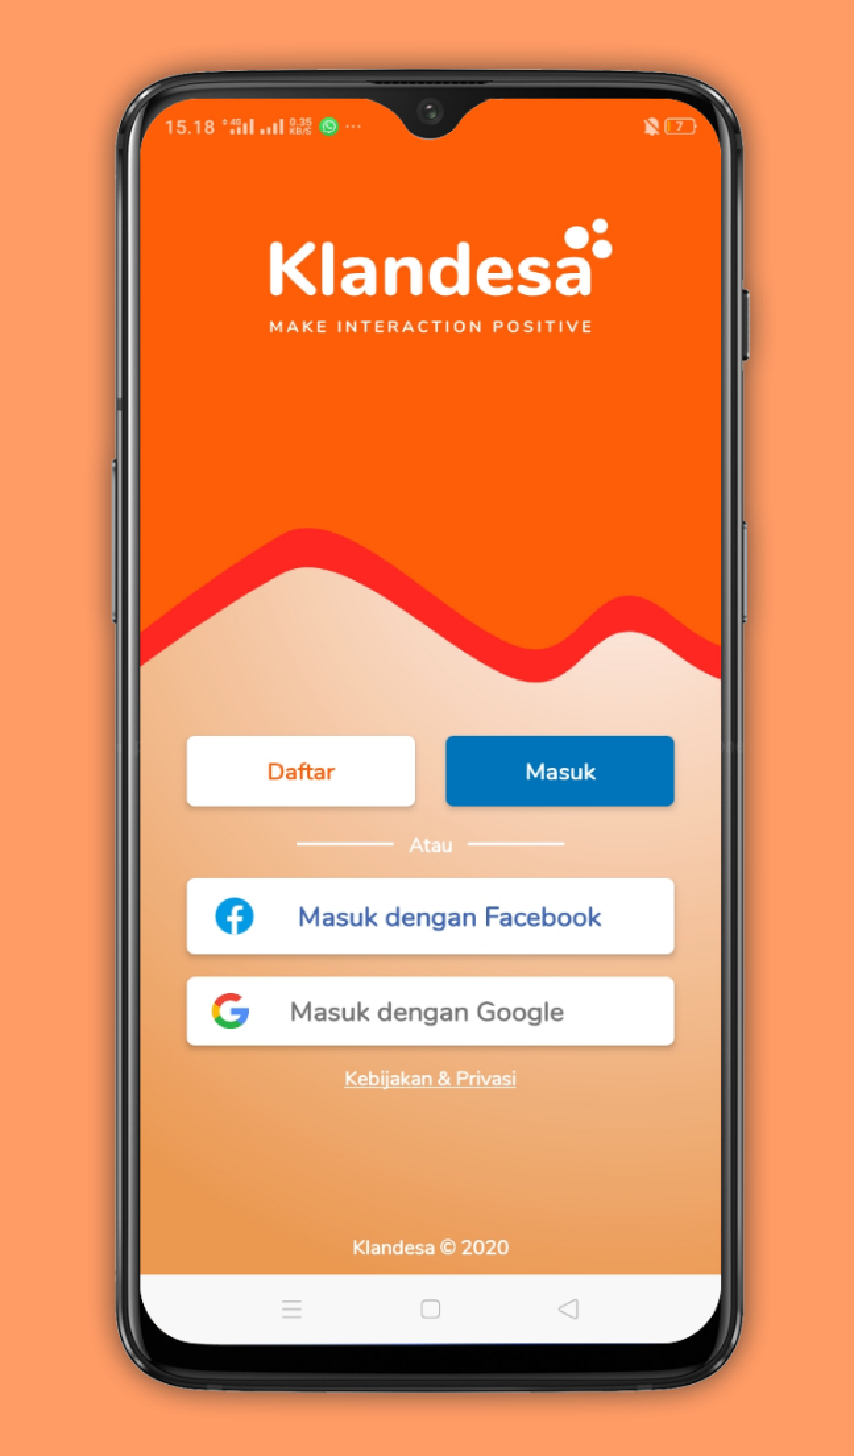 15.18 4G 0.35 KB/S ... 7
Klandesa
MAKE INTERACTION POSITIVE
Daftar
Masuk
Atau
Masuk dengan Facebook
Masuk dengan Google
Kebijakan & Privasi
Klandesa © 2020